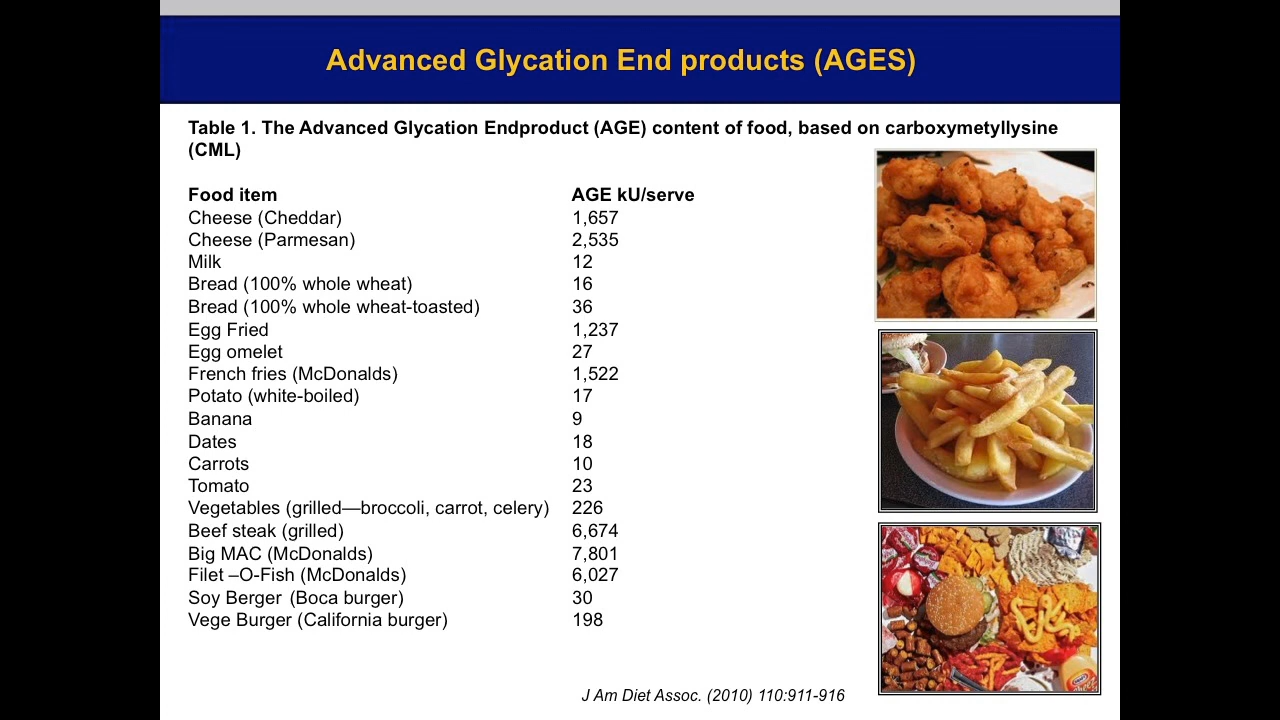 Advanced Glycation End products (AGES)
Table 1. The Advanced Glycation Endproduct (AGE) content of food, based on carboxymetyllysine
(CML)
Food item AGE kU/serve
Cheese (Cheddar) 1,657
Cheese (Parmesan) 2,535
Milk 12
Bread (100% whole wheat) 16
Bread (100% whole wheat-toasted) 36
Egg Fried 1,237
Egg omelet 27
French fries (McDonalds) 1,522
Potato (white-boiled) 17
Banana 9
Dates 18
Carrots 10
Tomato 23
Vegetables (grilled—broccoli, carrot, celery) 226
Beef steak (grilled) 6,674
Big MAC (McDonalds) 7,801
Filet –O-Fish (McDonalds) 6,027
Soy Berger (Boca burger) 30
Vege Burger (California burger) 198
J Am Diet Assoc. (2010) 110:911-916